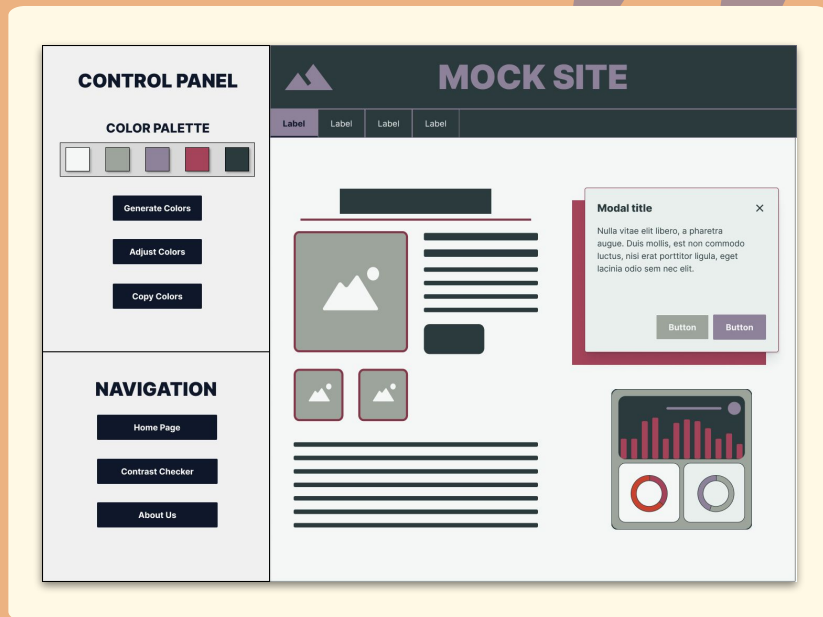 CONTROL PANEL
COLOR PALETTE
Generate Colors
Adjust Colors
Copy Colors
NAVIGATION
Home Page
Contrast Checker
About Us
MOCK SITE
Label Label Label Label
Modal title ×
Nulla vitae elit libero, a pharetra
augue. Duis mollis, est non commodo
luctus, nisi erat porttitor ligula, eget
lacinia odio sem nec elit.
Button Button